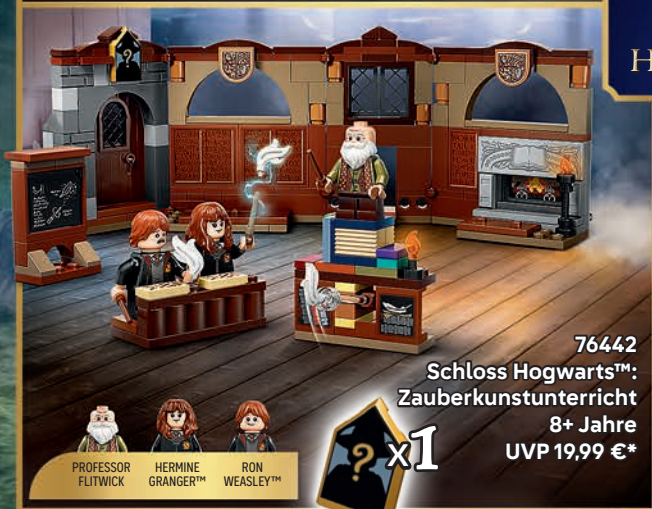 H
76442
Schloss Hogwarts™:
Zauberkunstunterricht
8+ Jahre
UVP 19,99 €*
?
?
x1
PROFESSOR
FLITWICK
HERMINE
GRANGER™
RON
WEASLEY™